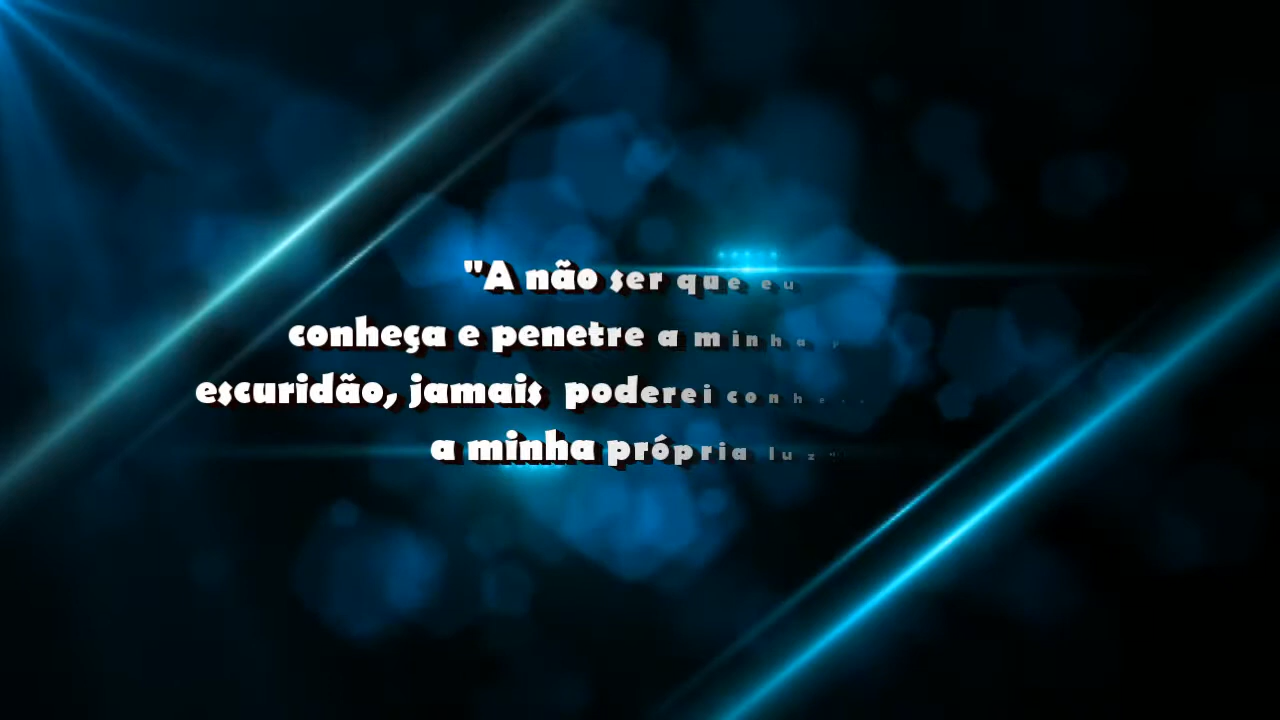 "A não ser que eu
conheça e penetre a minha
escuridão, jamais poderei
a minha própria luz"